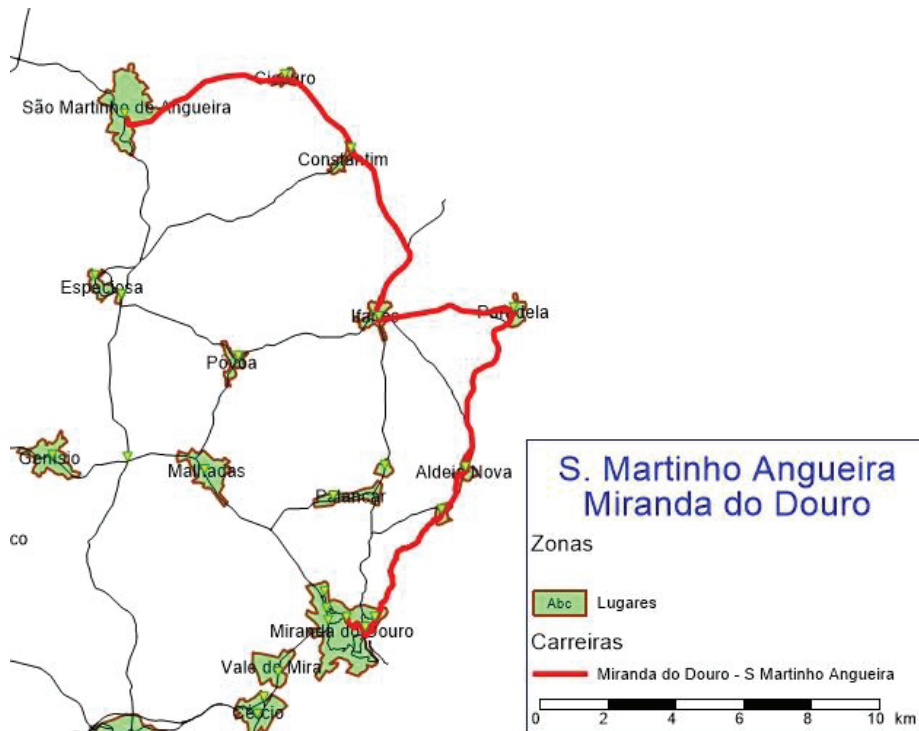 São Martinho de Angueira
Constantim
Especiosa
Ifanes
Paradela
Póvoa
Genísio
Malhadas
Aldeia Nova
Palancar
co
Miranda do Douro
Vale de Mira
Cércio
S. Martinho Angueira
Miranda do Douro
Zonas
Abc Lugares
Carreiras
Miranda do Douro - S Martinho Angueira
0 2 4 6 8 10 km